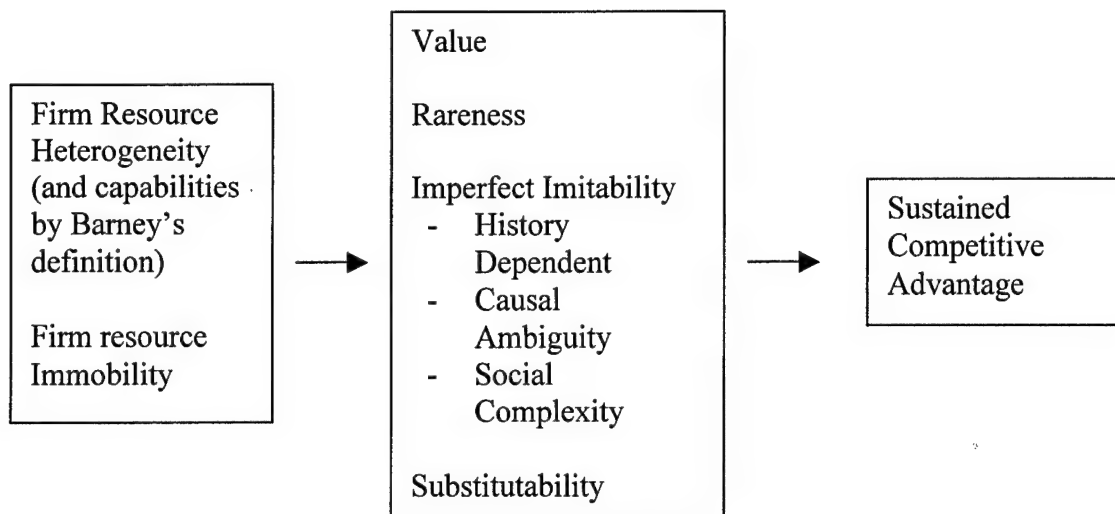 Firm Resource
Heterogeneity
(and capabilities
by Barney's
definition)
Firm resource
Immobility
Value
Rareness
Imperfect Imitability
- History
Dependent
- Causal
Ambiguity
- Social
Complexity
Substitutability
Sustained
Competitive
Advantage